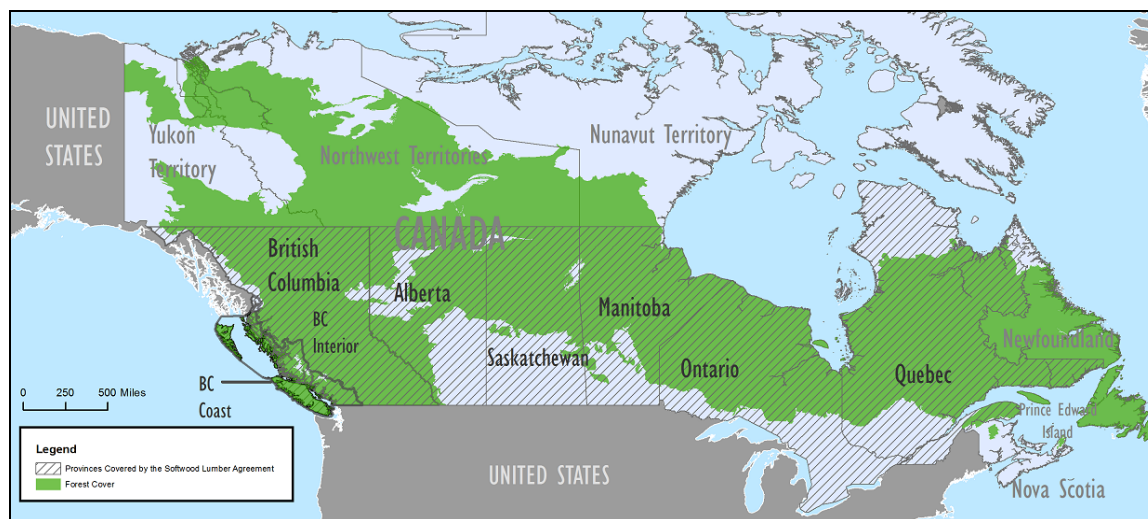 UNITED
STATES
Yukon
Territory
Northwest Territories
Nunavut Territory
CANADA
British
Columbia
Alberta
BC
Interior
Manitoba
Saskatchewan
Ontario
Quebec
Newfoundland
BC
Coast
Prince Edward
Island
Nova Scotia
UNITED STATES
0 250 500 Miles
Legend
Provinces Covered by the Softwood Lumber Agreement
Forest Cover